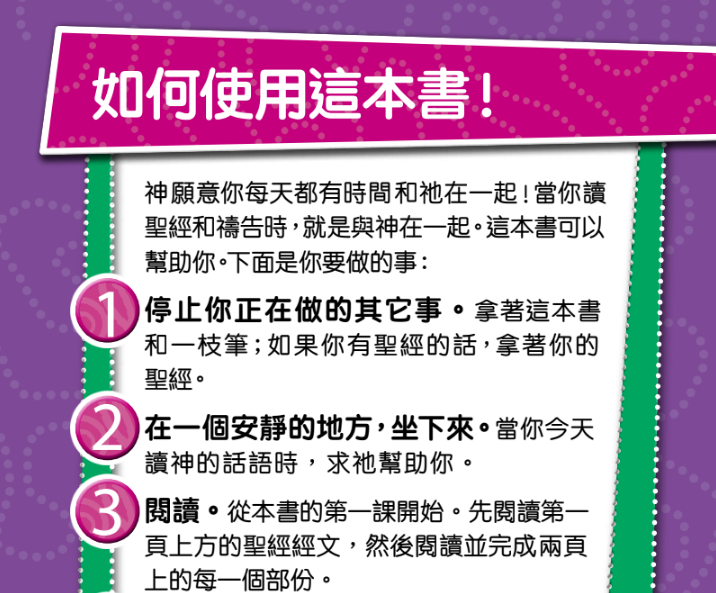 如何使用這本書!
神願意你每天都有時間和祂在一起!當你讀
聖經和禱告時,就是與神在一起。這本書可以
幫助你。下面是你要做的事:
1 停止你正在做的其它事。拿著這本書
和一枝筆;如果你有聖經的話,拿著你的
聖經。
2 在一個安靜的地方,坐下來。當你今天
讀神的話語時,求祂幫助你。
3 閱讀。從本書的第一課開始。先閱讀第一
頁上方的聖經經文,然後閱讀並完成兩頁
上的每一個部份。